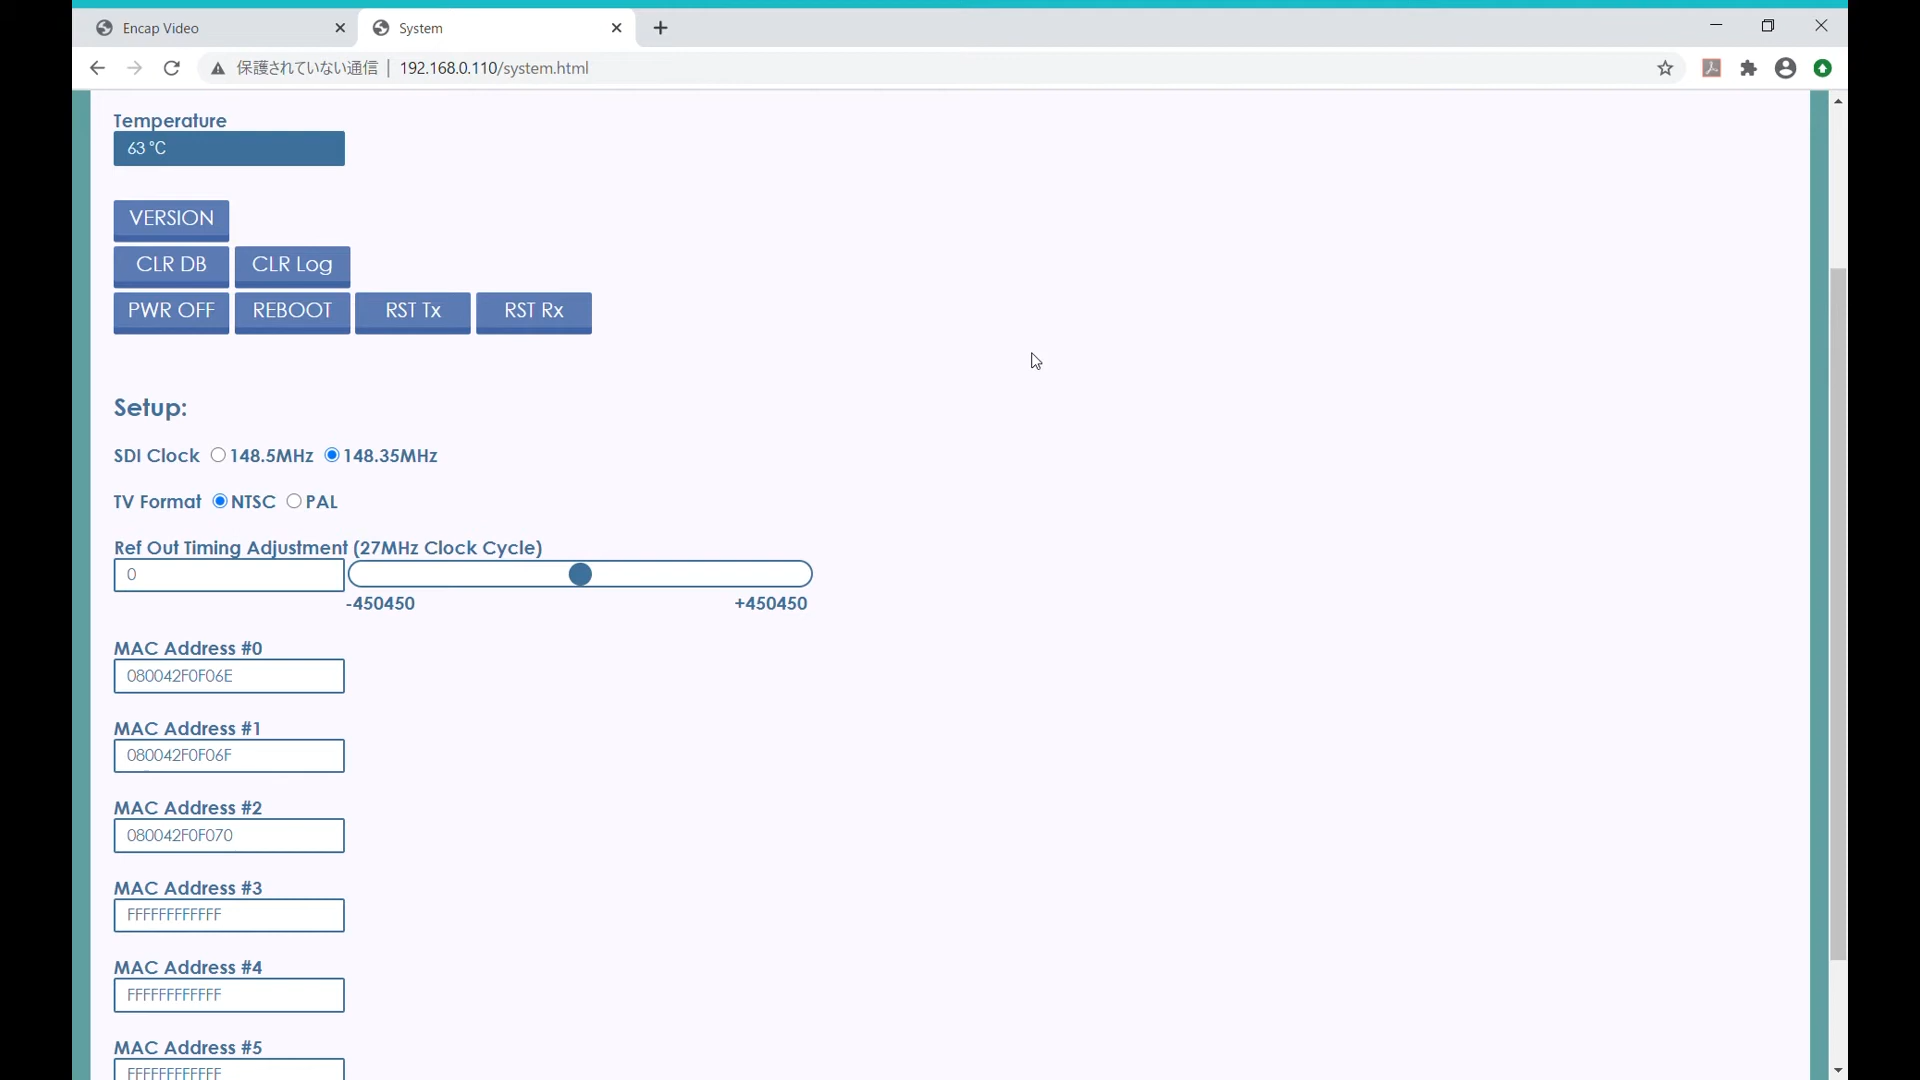 Encap Video
System
保護されていない通信 | 192.168.0.110/system.html
Temperature
63 °C
VERSION
CLR DB CLR Log
PWR OFF REBOOT RST Tx RST Rx
Setup:
SDI Clock 148.5MHz 148.35MHz
TV Format NTSC PAL
Ref Out Timing Adjustment (27MHz Clock Cycle)
0
-450450 +450450
MAC Address #0
080042F0F06E
MAC Address #1
080042F0F06F
MAC Address #2
080042F0F070
MAC Address #3
FFFFFFFFFFFF
MAC Address #4
FFFFFFFFFFFF
MAC Address #5
FFFFFFFFFFFF